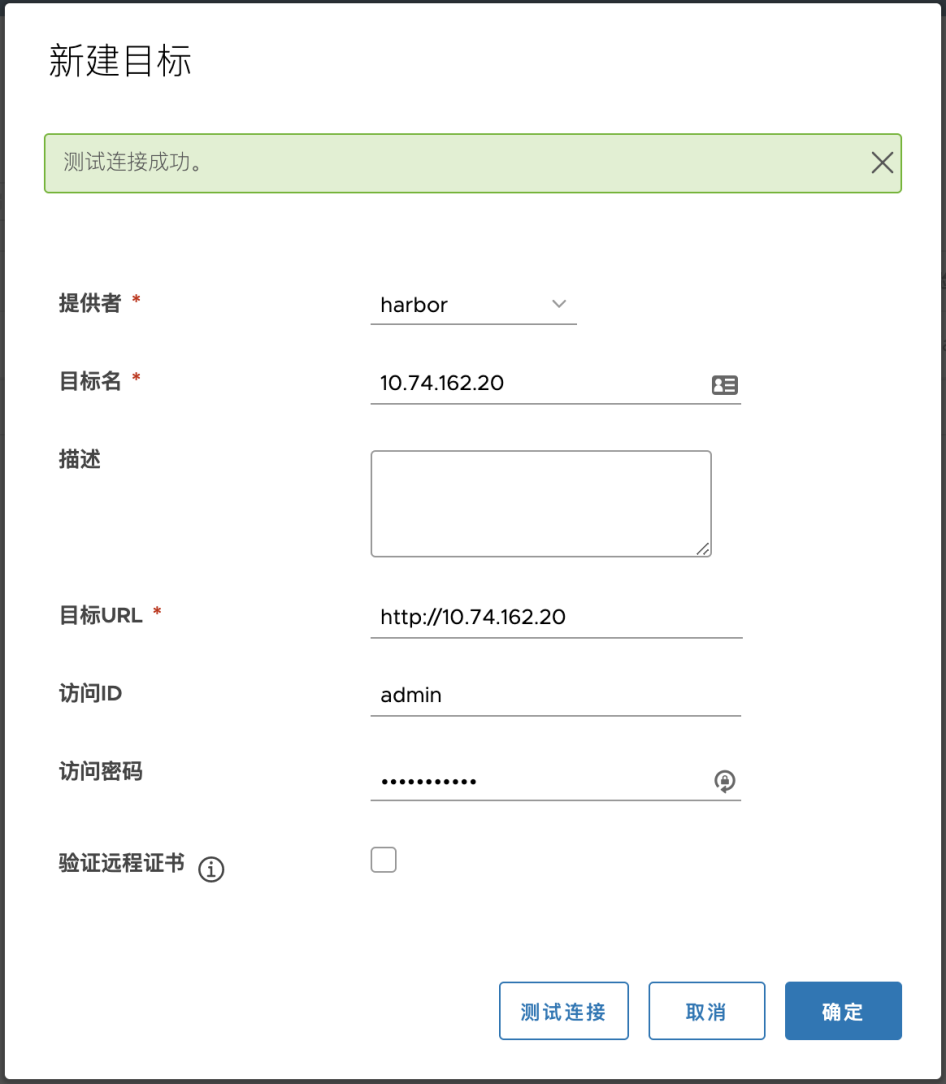 新建目标
测试连接成功。
提供者 * harbor
目标名 * 10.74.162.20
描述
目标URL * http://10.74.162.20
访问ID admin
访问密码 •••••••••••
验证远程证书
测试连接 取消 确定